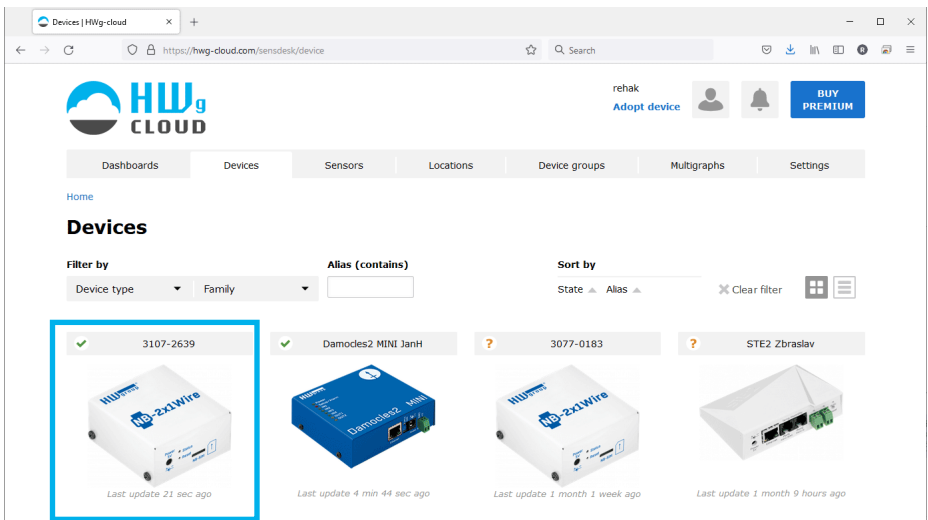 Devices | HWg-cloud
https://hwg-cloud.com/sensdesk/device
Search
HWg
CLOUD
rehak
Adopt device
BUY
PREMIUM
Dashboards
Devices
Sensors
Locations
Device groups
Multigraphs
Settings
Home
Devices
Filter by
Alias (contains)
Sort by
Device type
Family
State
Alias
Clear filter
3107-2639
Damocles2 MINI JanH
3077-0183
STE2 Zbraslav
HWgroup
NB-2x1Wire
HWgroup
Damocles2 MINI
HWgroup
NB-2x1Wire
Last update 21 sec ago
Last update 4 min 44 sec ago
Last update 1 month 1 week ago
Last update 1 month 9 hours ago